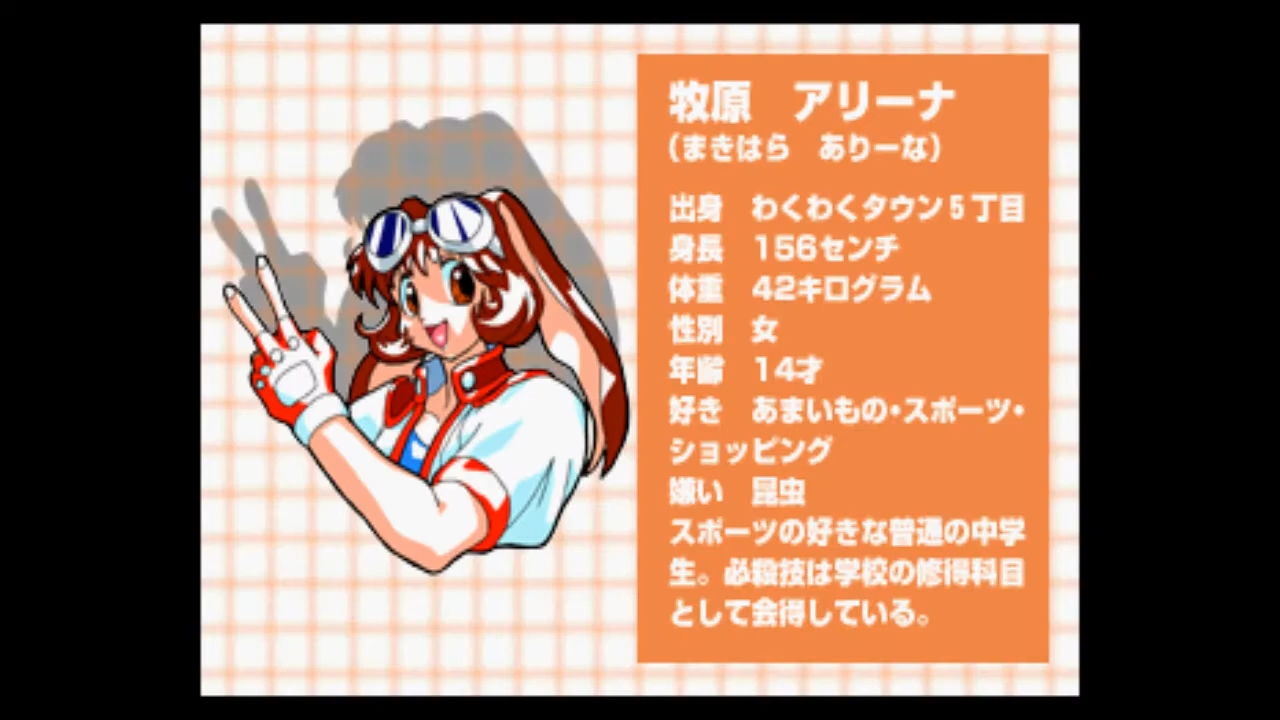 牧原　アリーナ
（まきはら　ありーな）
出身　わくわくタウン５丁目
身長　156センチ
体重　42キログラム
性別　女
年齢　14才
好き　あまいもの・スポーツ・
ショッピング
嫌い　昆虫
スポーツの好きな普通の中学
生。必殺技は学校の修得科目
として会得している。